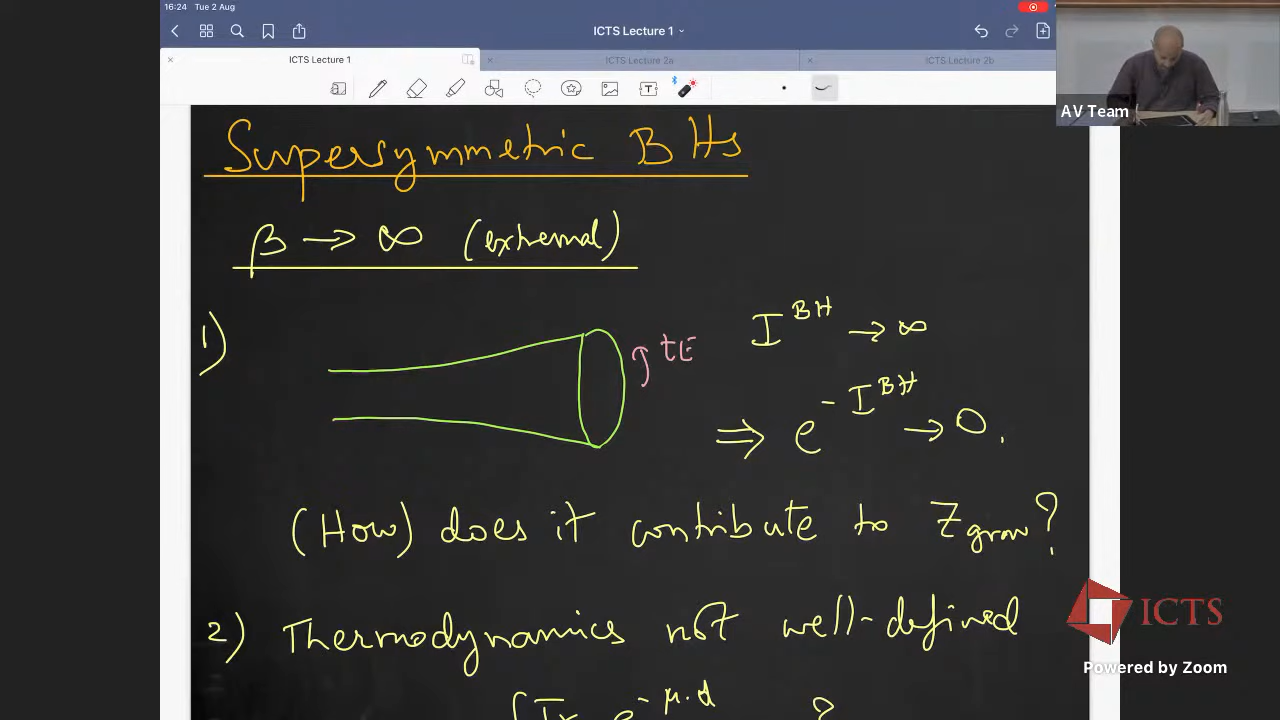 16:24 Tue 2 Aug
ICTS Lecture 1
ICTS Lecture 1 ICTS Lecture 2a ICTS Lecture 2b
AV Team
Supersymmetric BHs
β → ∞ (extremal)
1)
tE
I^BH → ∞
⇒ e^{-I^BH} → 0.
(How) does it contribute to Z_grav?
2) Thermodynamics not well-defined
Tr e^{-μ.d} ?
ICTS
Powered by Zoom